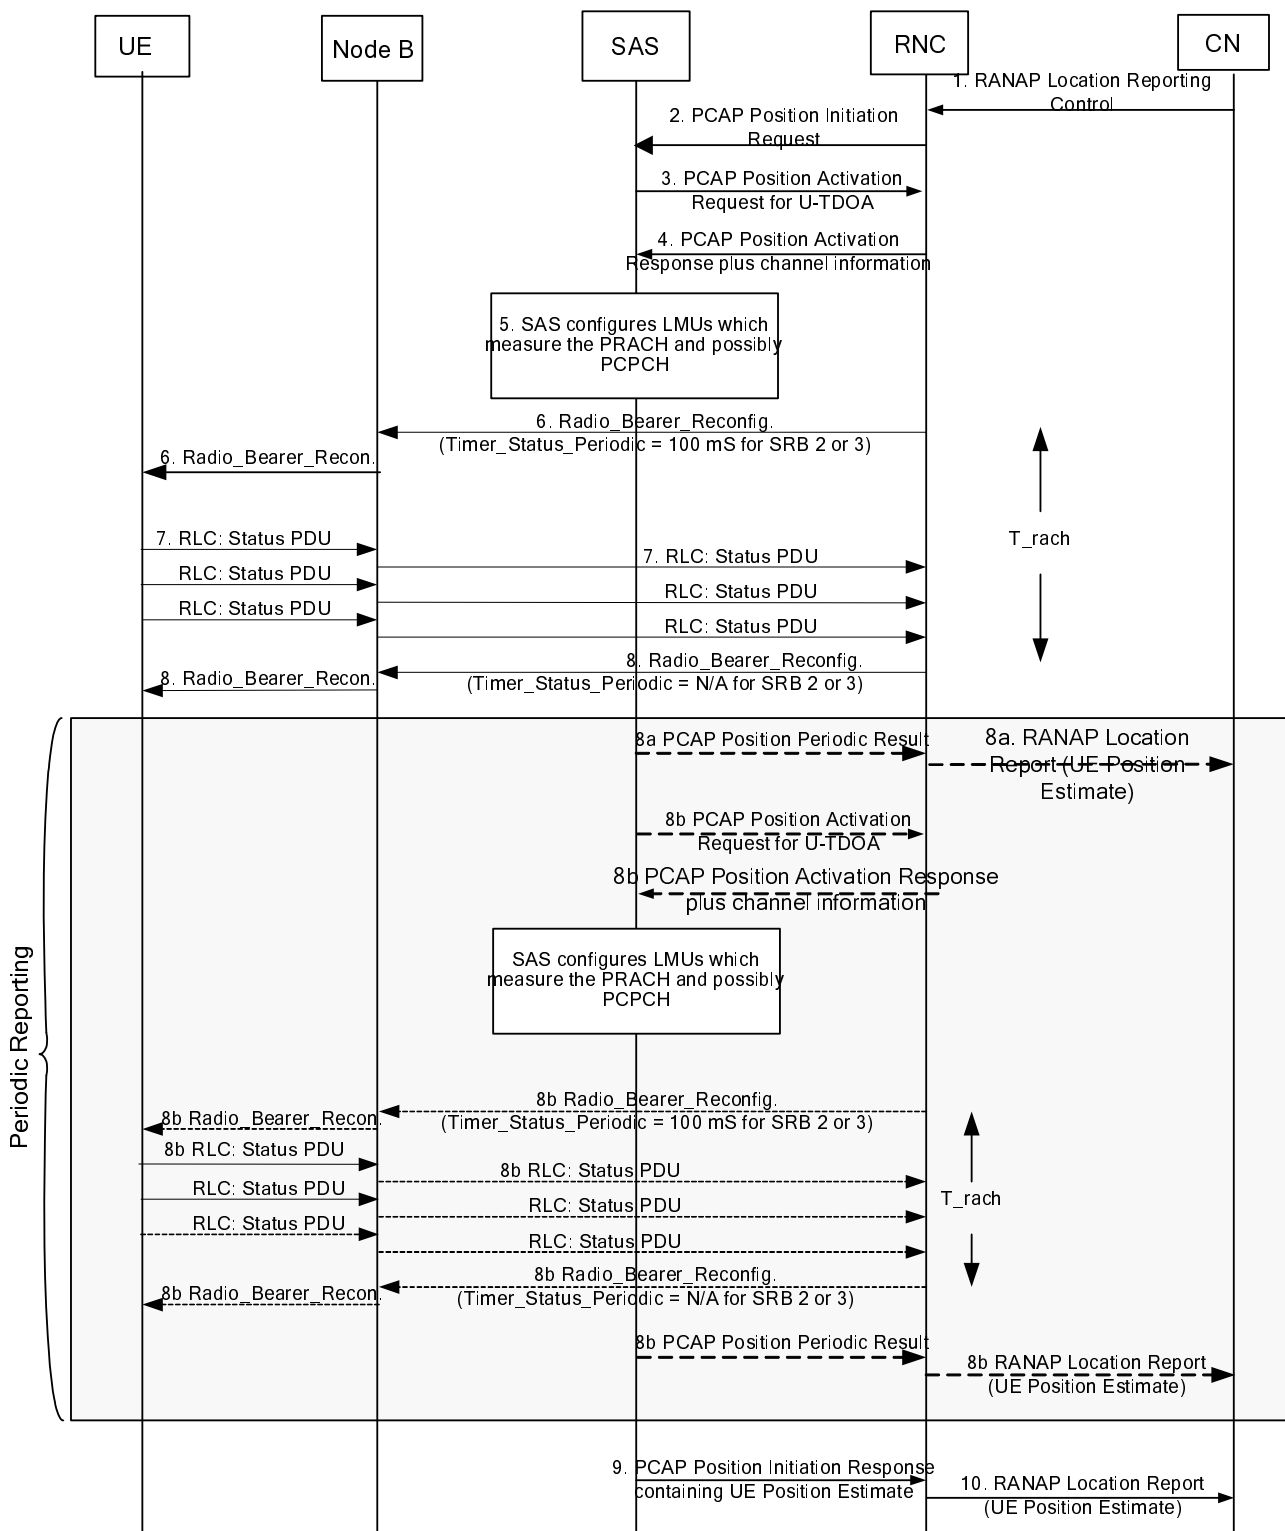 UE
Node B
SAS
RNC
CN
1. RANAP Location Reporting
Control
2. PCAP Position Initiation
Request
3. PCAP Position Activation
Request for U-TDOA
4. PCAP Position Activation
Response plus channel information
5. SAS configures LMUs which
measure the PRACH and possibly
PCPCH
6. Radio_Bearer_Reconfig.
(Timer_Status_Periodic = 100 mS for SRB 2 or 3)
6. Radio_Bearer_Recon.
T_rach
7. RLC: Status PDU
7. RLC: Status PDU
RLC: Status PDU
RLC: Status PDU
RLC: Status PDU
RLC: Status PDU
8. Radio_Bearer_Reconfig.
(Timer_Status_Periodic = N/A for SRB 2 or 3)
8. Radio_Bearer_Recon.
Periodic Reporting
8a PCAP Position Periodic Result
8a. RANAP Location
Report (UE Position
Estimate)
8b PCAP Position Activation
Request for U-TDOA
8b PCAP Position Activation Response
plus channel information
SAS configures LMUs which
measure the PRACH and possibly
PCPCH
8b Radio_Bearer_Reconfig.
(Timer_Status_Periodic = 100 mS for SRB 2 or 3)
8b Radio_Bearer_Recon.
8b RLC: Status PDU
8b RLC: Status PDU
RLC: Status PDU
RLC: Status PDU
T_rach
RLC: Status PDU
RLC: Status PDU
8b Radio_Bearer_Reconfig.
(Timer_Status_Periodic = N/A for SRB 2 or 3)
8b Radio_Bearer_Recon.
8b PCAP Position Periodic Result
8b RANAP Location Report
(UE Position Estimate)
9. PCAP Position Initiation Response
containing UE Position Estimate
10. RANAP Location Report
(UE Position Estimate)